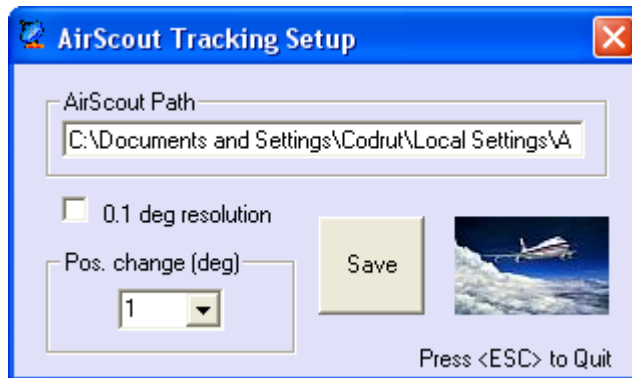 AirScout Tracking Setup
AirScout Path
C:\Documents and Settings\Codrut\Local Settings\A
0.1 deg resolution
Pos. change (deg)
1
Save
Press <ESC> to Quit